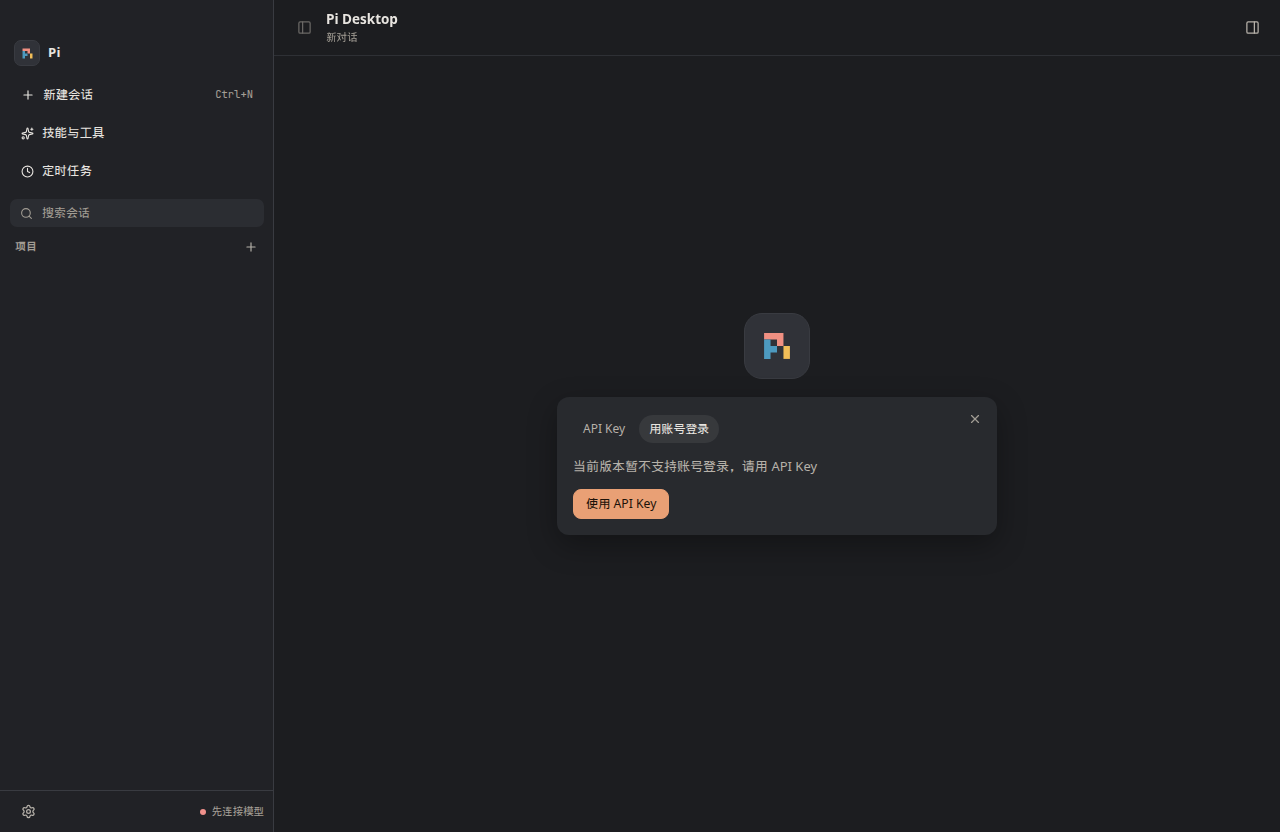 Pi
新建会话 Ctrl+N
技能与工具
定时任务
搜索会话
项目
先连接模型
Pi Desktop
新对话
API Key 用账号登录
当前版本暂不支持账号登录，请用 API Key
使用 API Key